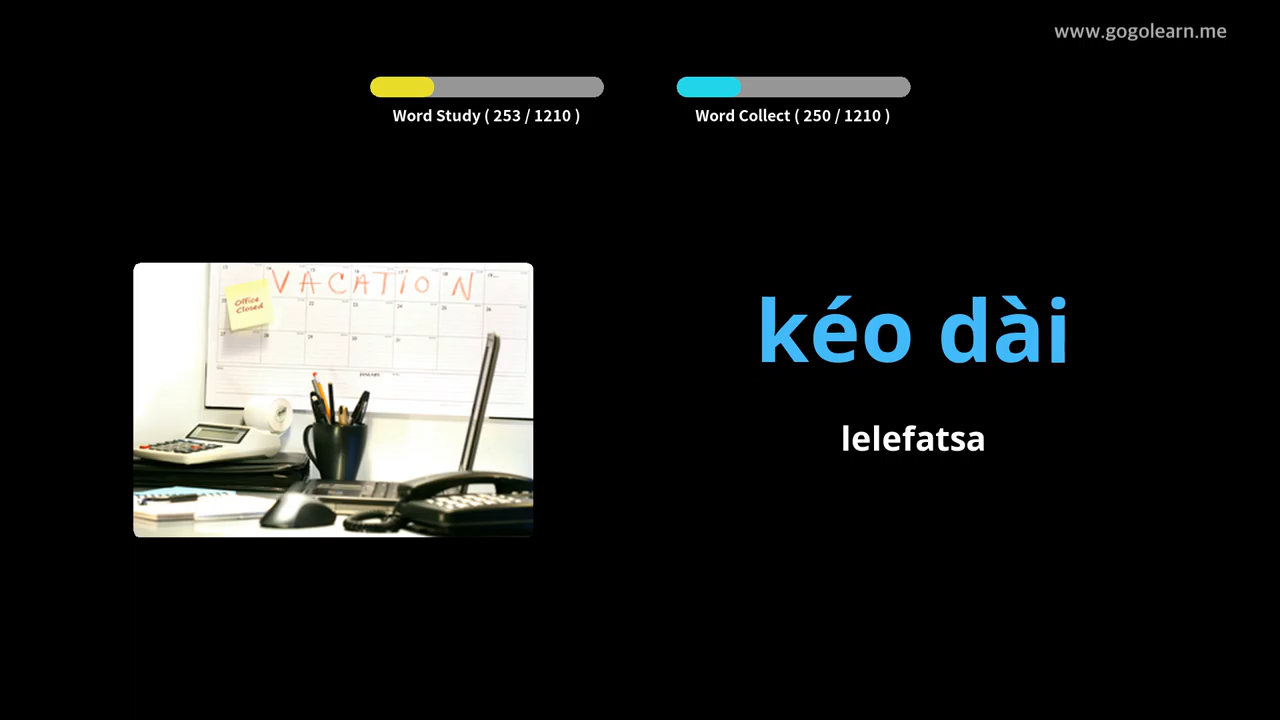 www.gogolearn.me
Word Study ( 253 / 1210 )
Word Collect ( 250 / 1210 )
VACATION
Office
Closed
kéo dài
lelefatsa